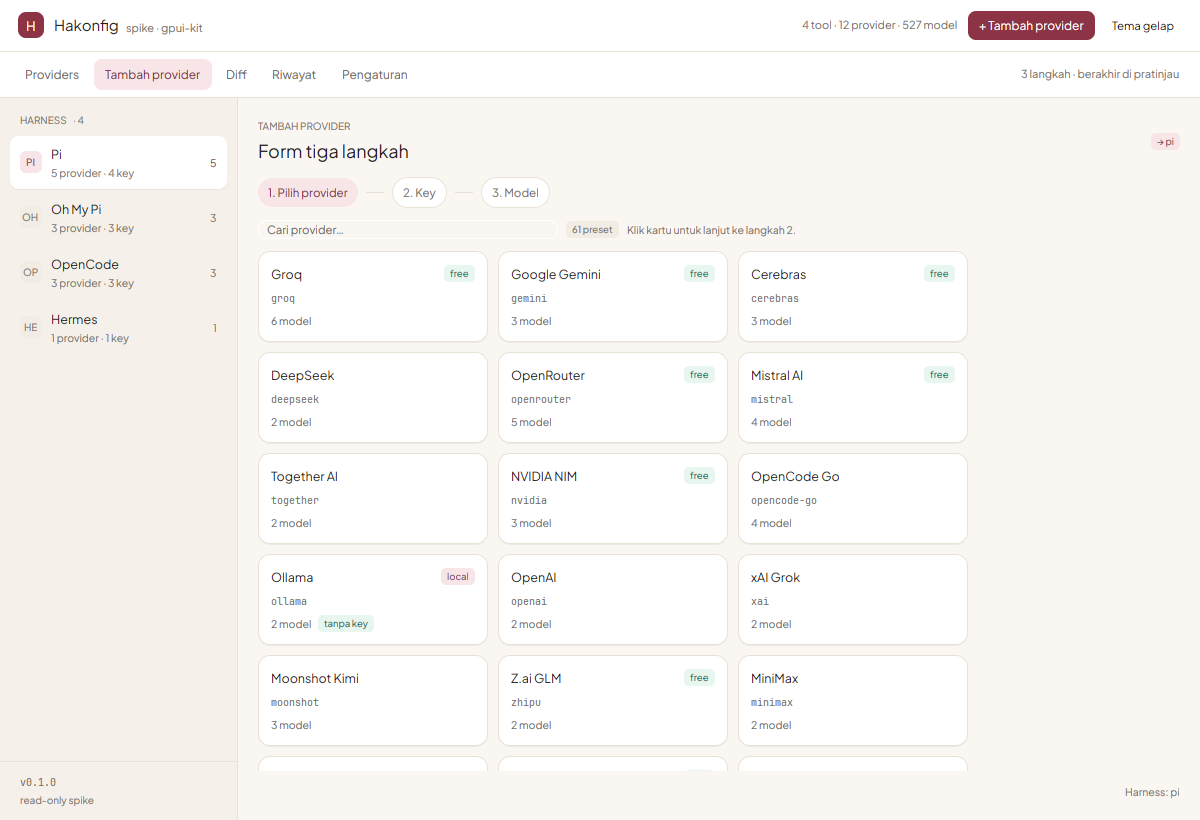 H Hakonfig spike · gpui-kit 4 tool · 12 provider · 527 model + Tambah provider Tema gelap
Providers Tambah provider Diff Riwayat Pengaturan 3 langkah · berakhir di pratinjau
HARNESS · 4
PI Pi 5
5 provider · 4 key
OH Oh My Pi 3
3 provider · 3 key
OP OpenCode 3
3 provider · 3 key
HE Hermes 1
1 provider · 1 key
v0.1.0
read-only spike
TAMBAH PROVIDER
Form tiga langkah
→ pi
1. Pilih provider 2. Key 3. Model
Cari provider... 61 preset Klik kartu untuk lanjut ke langkah 2.
Groq free
groq
6 model
Google Gemini free
gemini
3 model
Cerebras free
cerebras
3 model
DeepSeek
deepseek
2 model
OpenRouter free
openrouter
5 model
Mistral AI free
mistral
4 model
Together AI
together
2 model
NVIDIA NIM free
nvidia
3 model
OpenCode Go
opencode-go
4 model
Ollama local
ollama
2 model tanpa key
OpenAI
openai
2 model
xAI Grok
xai
2 model
Moonshot Kimi
moonshot
3 model
Z.ai GLM free
zhipu
2 model
MiniMax
minimax
2 model
Harness: pi